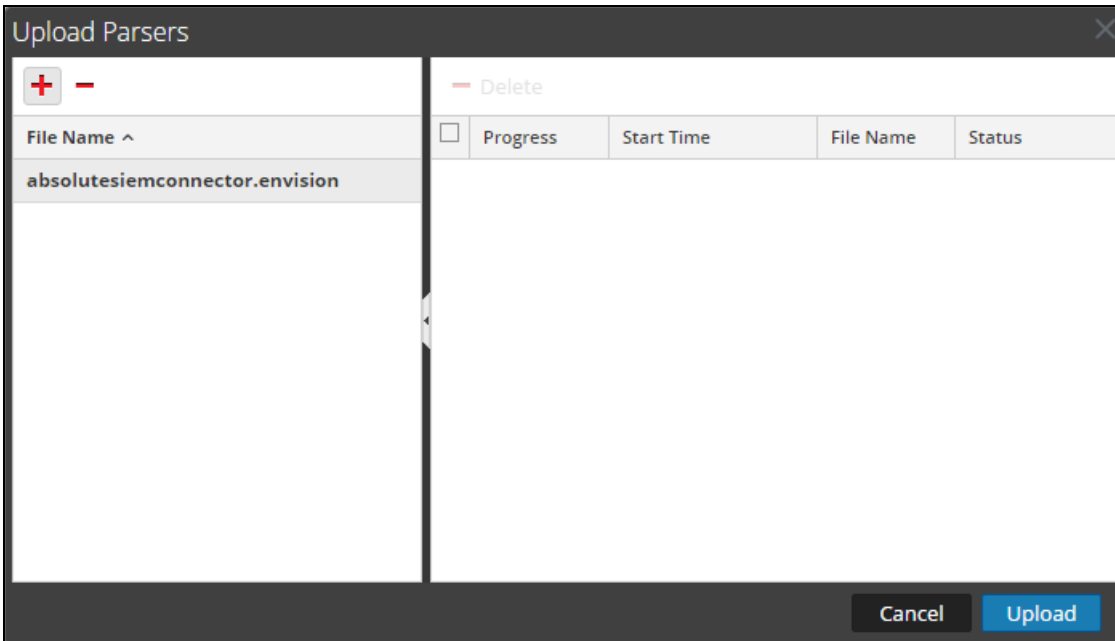 Upload Parsers
Delete
File Name
Progress Start Time File Name Status
absolutesiemconnector.envision
Cancel Upload